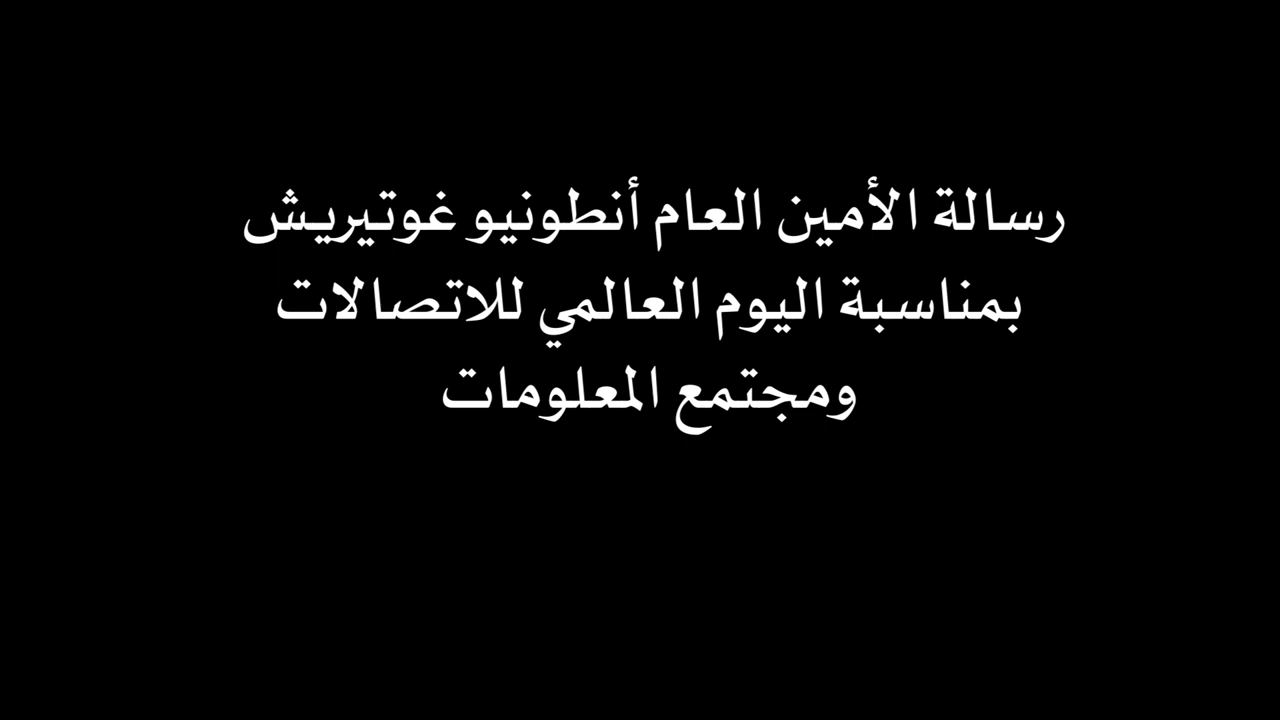 رسالة الأمين العام أنطونيو غوتيريش
بمناسبة اليوم العالمي للاتصالات
ومجتمع المعلومات